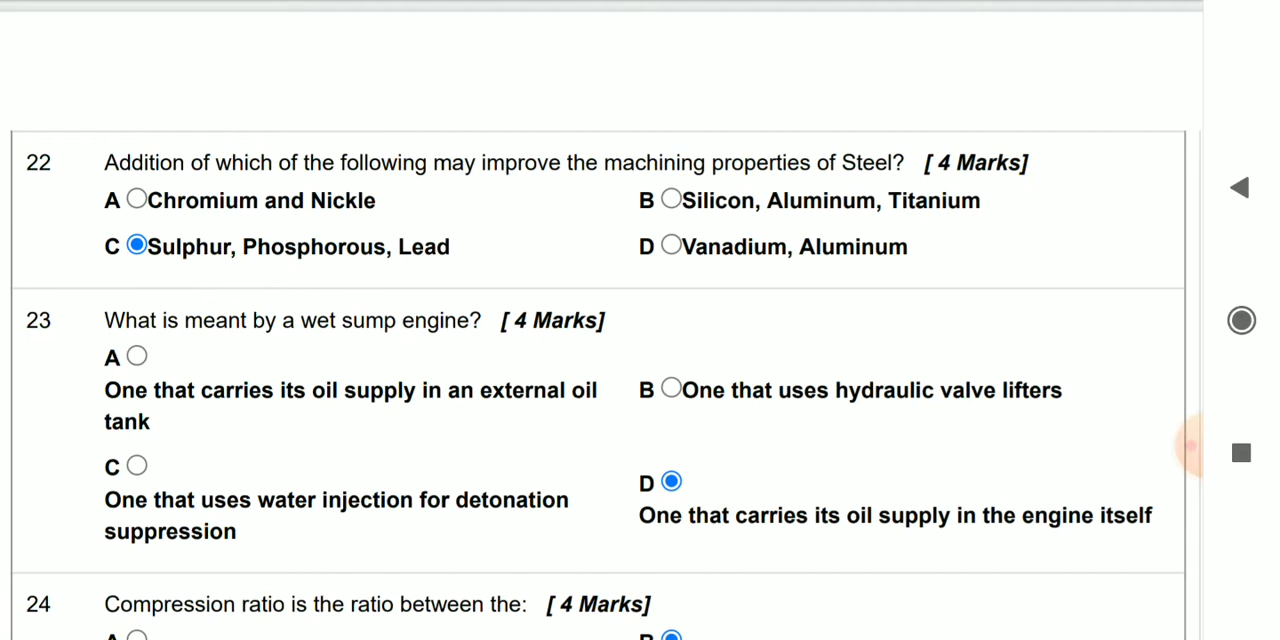 22 Addition of which of the following may improve the machining properties of Steel? [ 4 Marks]
A Chromium and Nickle B Silicon, Aluminum, Titanium
C Sulphur, Phosphorous, Lead D Vanadium, Aluminum
23 What is meant by a wet sump engine? [ 4 Marks]
A
One that carries its oil supply in an external oil tank
B One that uses hydraulic valve lifters
C
One that uses water injection for detonation suppression
D
One that carries its oil supply in the engine itself
24 Compression ratio is the ratio between the: [ 4 Marks]
A B